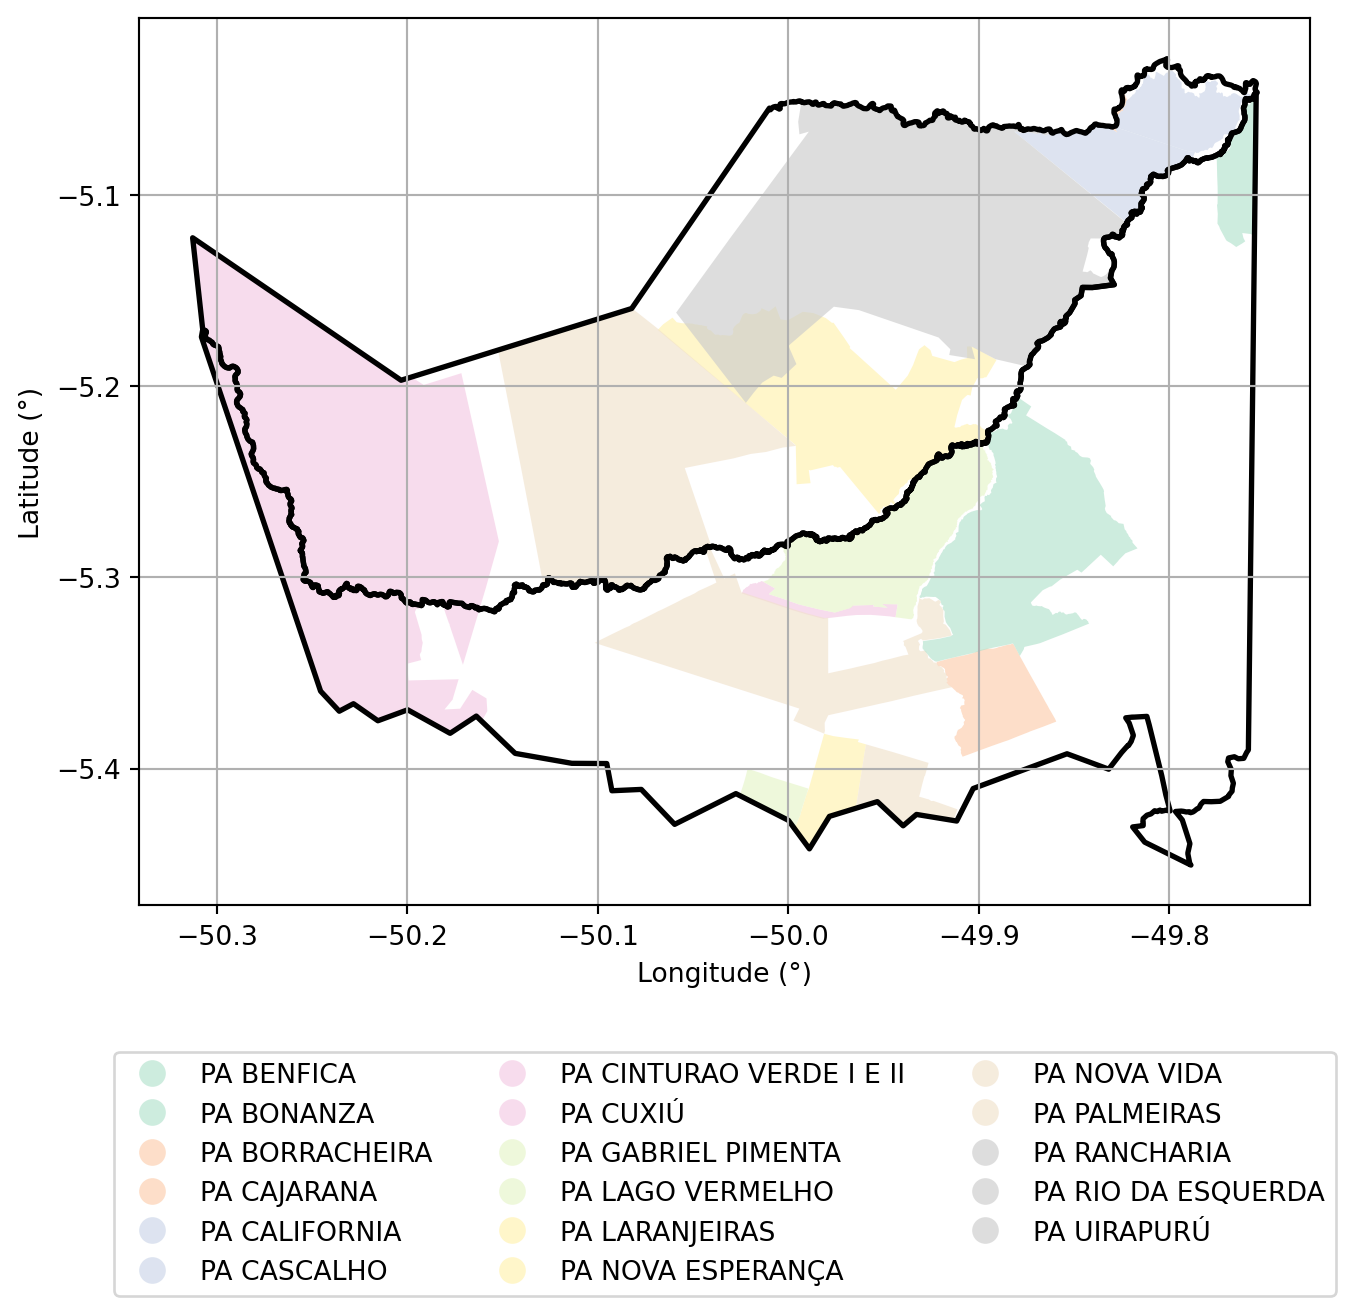 −5.1
−5.2
−5.3
−5.4
Latitude (°)
−50.3 −50.2 −50.1 −50.0 −49.9 −49.8
Longitude (°)
PA BENFICA
PA BONANZA
PA BORRACHEIRA
PA CAJARANA
PA CALIFORNIA
PA CASCALHO
PA CINTURAO VERDE I E II
PA CUXIÚ
PA GABRIEL PIMENTA
PA LAGO VERMELHO
PA LARANJEIRAS
PA NOVA ESPERANÇA
PA NOVA VIDA
PA PALMEIRAS
PA RANCHARIA
PA RIO DA ESQUERDA
PA UIRAPURÚ